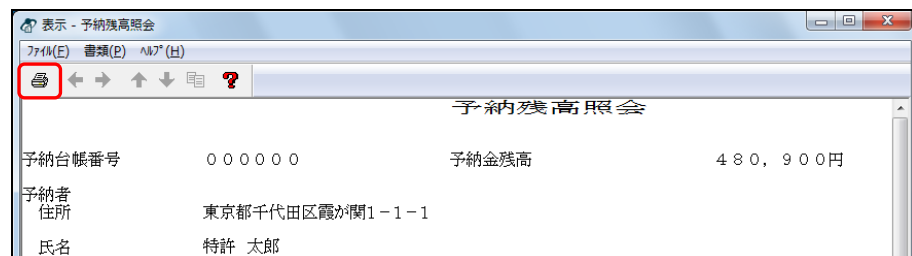 表示 - 予納残高照会
ファイル(F) 書類(P) ヘルプ(H)
予納残高照会
予納台帳番号 ００００００ 予納金残高 ４８０，９００円
予納者
住所 東京都千代田区霞が関１－１－１
氏名 特許 太郎